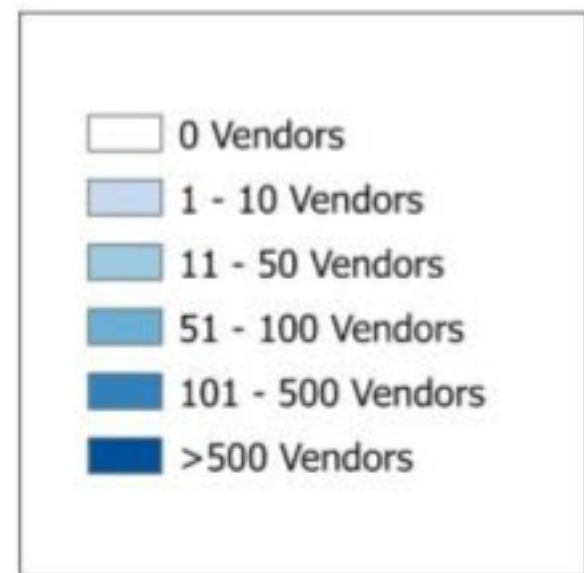 0 Vendors
1 - 10 Vendors
11 - 50 Vendors
51 - 100 Vendors
101 - 500 Vendors
>500 Vendors